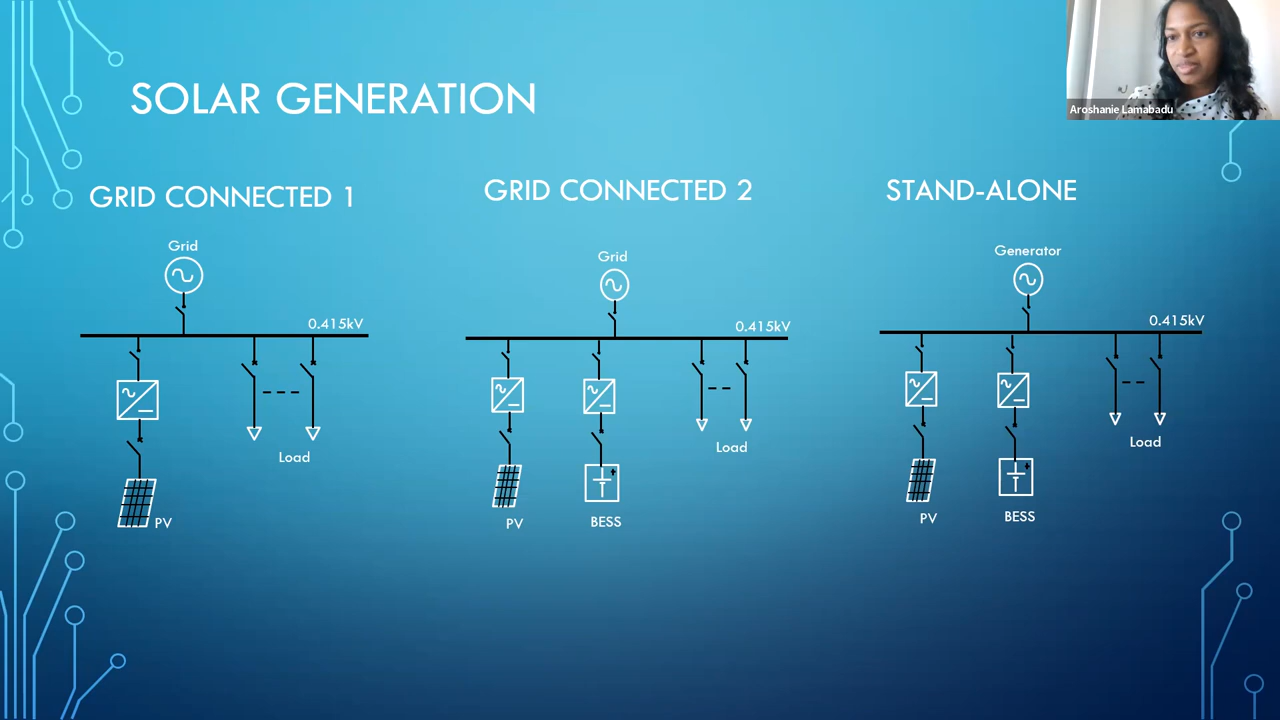 Aroshanie Lamabadu
SOLAR GENERATION
GRID CONNECTED 1
Grid
0.415kV
Load
PV
GRID CONNECTED 2
Grid
0.415kV
Load
PV
BESS
STAND-ALONE
Generator
0.415kV
Load
PV
BESS